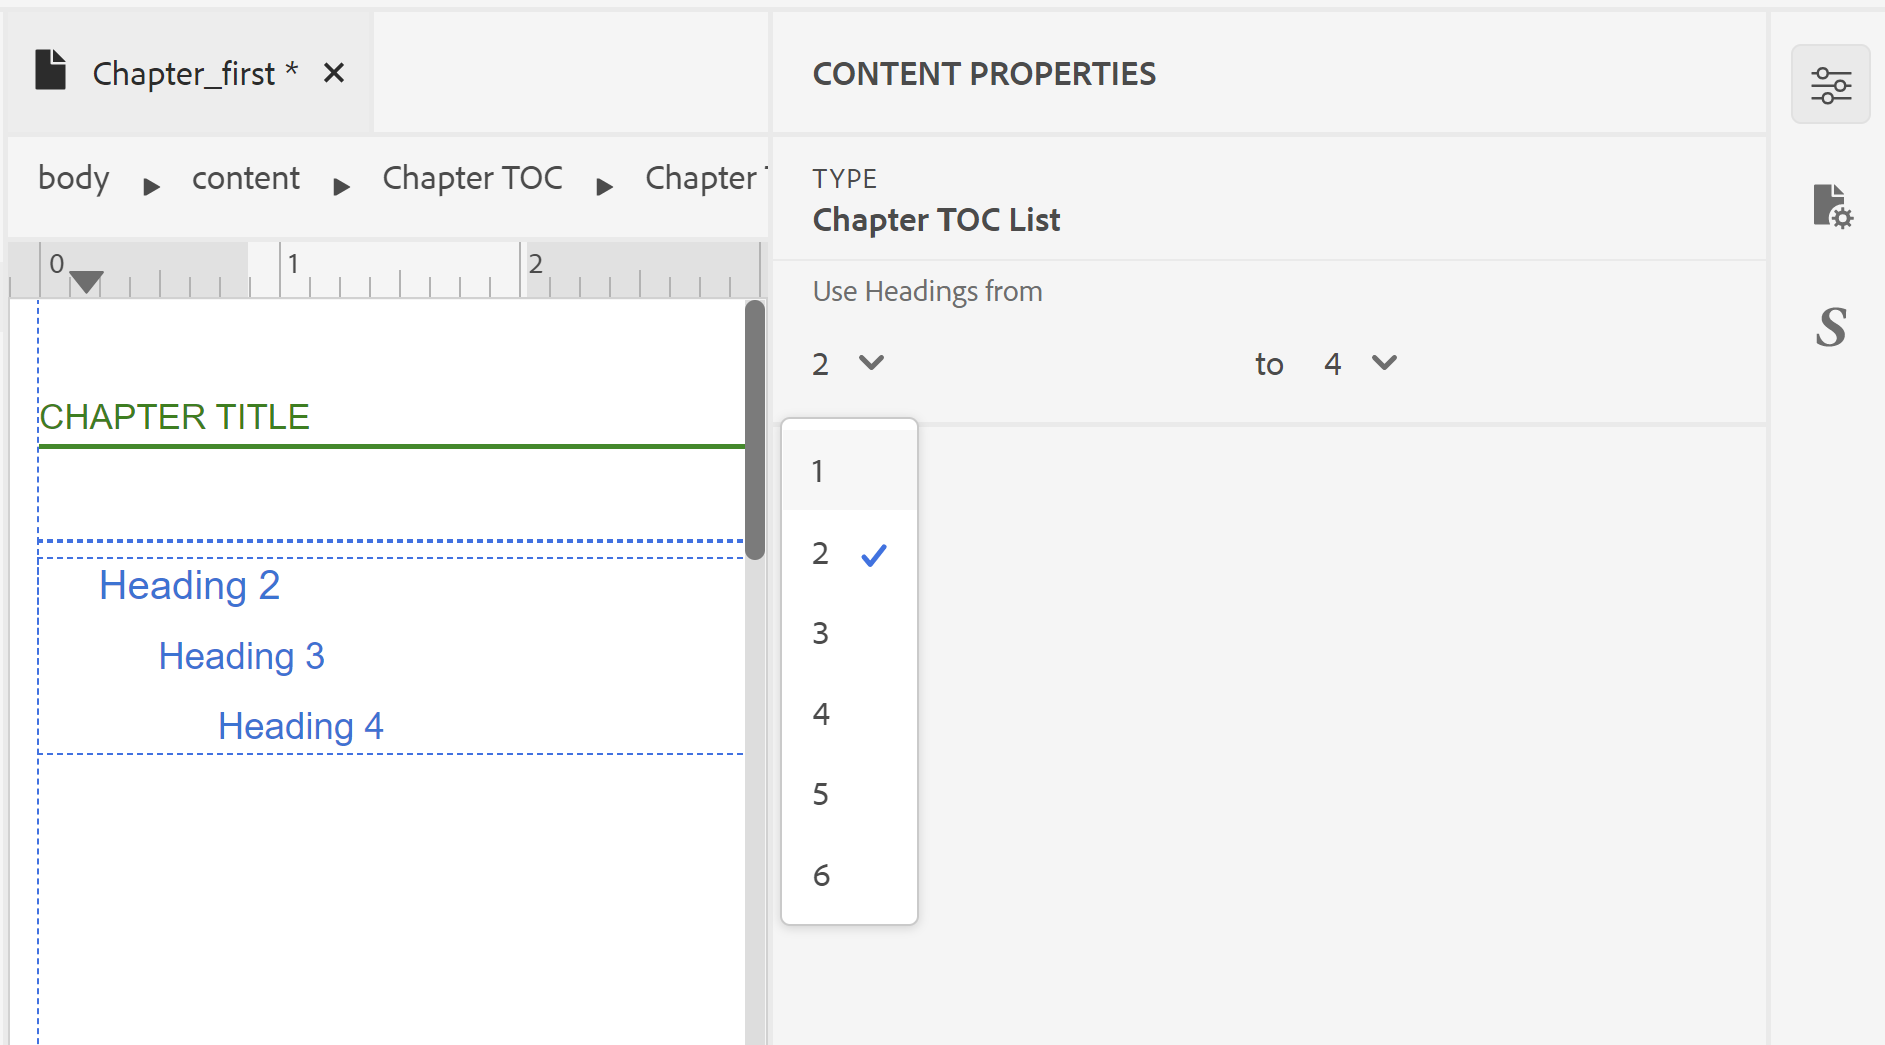 Chapter_first * ×
body ▶ content ▶ Chapter TOC ▶ Chapter
0 1 2
CHAPTER TITLE
Heading 2
Heading 3
Heading 4
CONTENT PROPERTIES
TYPE
Chapter TOC List
Use Headings from
2 to 4
1
2
3
4
5
6
S